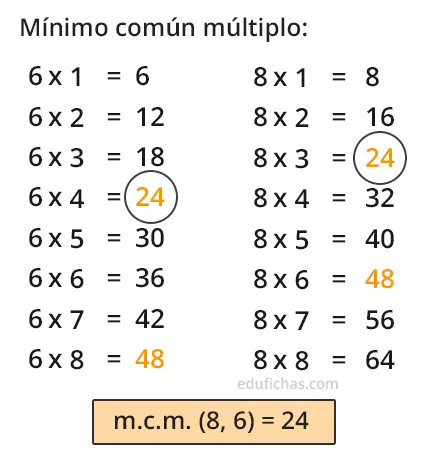 Mínimo común múltiplo:
6 x 1 = 6 8 x 1 = 8
6 x 2 = 12 8 x 2 = 16
6 x 3 = 18 8 x 3 = 24
6 x 4 = 24 8 x 4 = 32
6 x 5 = 30 8 x 5 = 40
6 x 6 = 36 8 x 6 = 48
6 x 7 = 42 8 x 7 = 56
6 x 8 = 48 8 x 8 = 64
edufichas.com
m.c.m. (8, 6) = 24